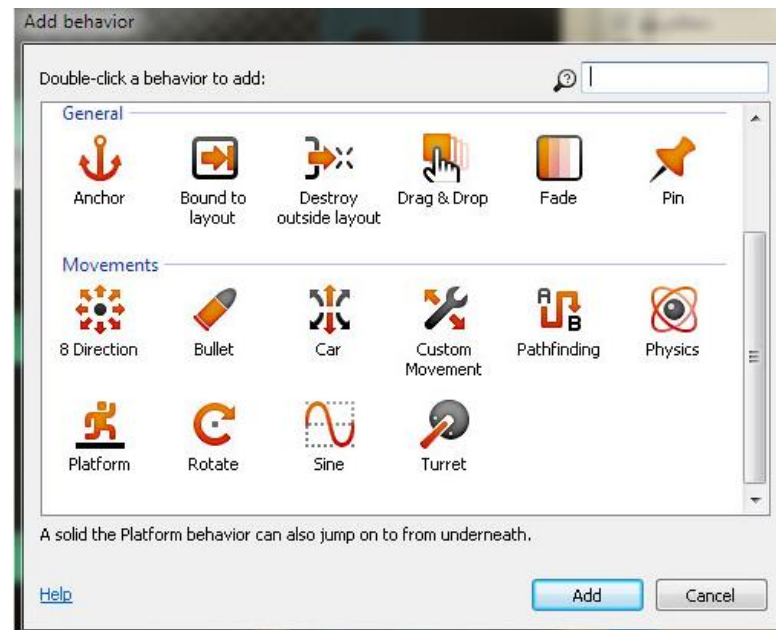 Add behavior
Double-click a behavior to add:
General
Anchor
Bound to layout
Destroy outside layout
Drag & Drop
Fade
Pin
Movements
8 Direction
Bullet
Car
Custom Movement
A
B
Pathfinding
Physics
Platform
Rotate
Sine
Turret
A solid the Platform behavior can also jump on to from underneath.
Help
Add
Cancel